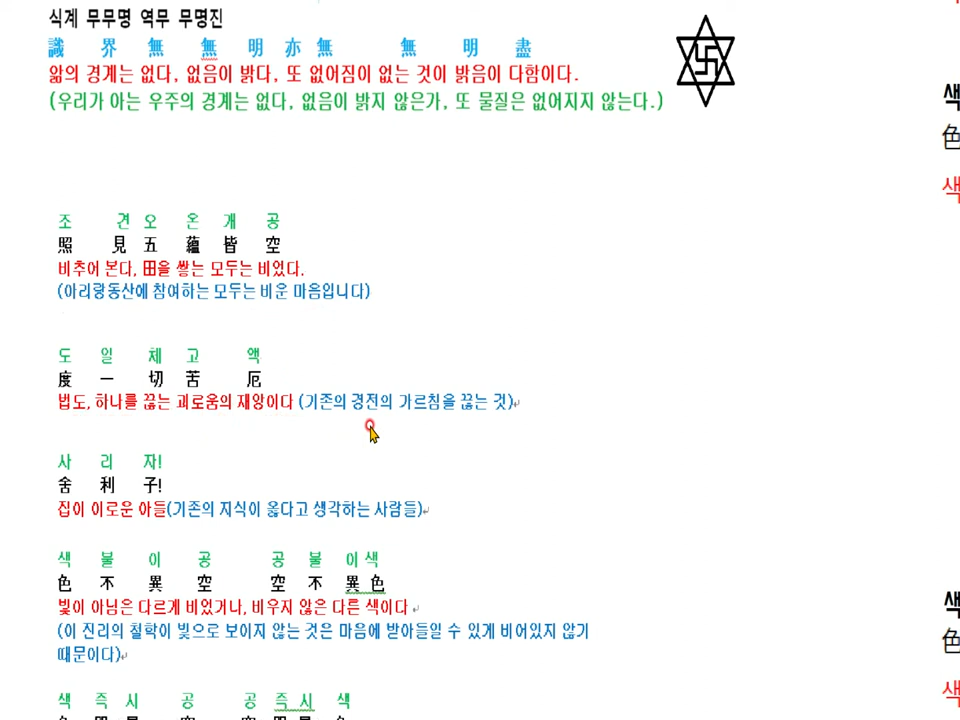 식계 무무명 역무 무명진
識 界 無 無 明 亦 無 無 明 盡
앎의 경계는 없다, 없음이 밝다, 또 없어짐이 없는 것이 밝음이 다함이다.
(우리가 아는 우주의 경계는 없다, 없음이 밝지 않은가, 또 물질은 없어지지 않는다.)
조 견 오 온 개 공
照 見 五 蘊 皆 空
비추어 본다, 田을 쌓는 모두는 비었다.
(아리랑동산에 참여하는 모두는 비운 마음입니다)
도 일 체 고 액
度 一 切 苦 厄
법도, 하나를 끊는 괴로움의 재앙이다 (기존의 경전의 가르침을 끊는 것)
사 리 자!
舍 利 子!
집이 이로운 아들(기존의 지식이 옳다고 생각하는 사람들)
색 불 이 공 공 불 이 색
色 不 異 空 空 不 異 色
빛이 아님은 다르게 비었거나, 비우지 않은 다른 색이다
(이 진리의 철학이 빛으로 보이지 않는 것은 마음에 받아들일 수 있게 비어있지 않기
때문이다)
색 즉 시 공 공 즉 시 색
색
色
색
색
色
색